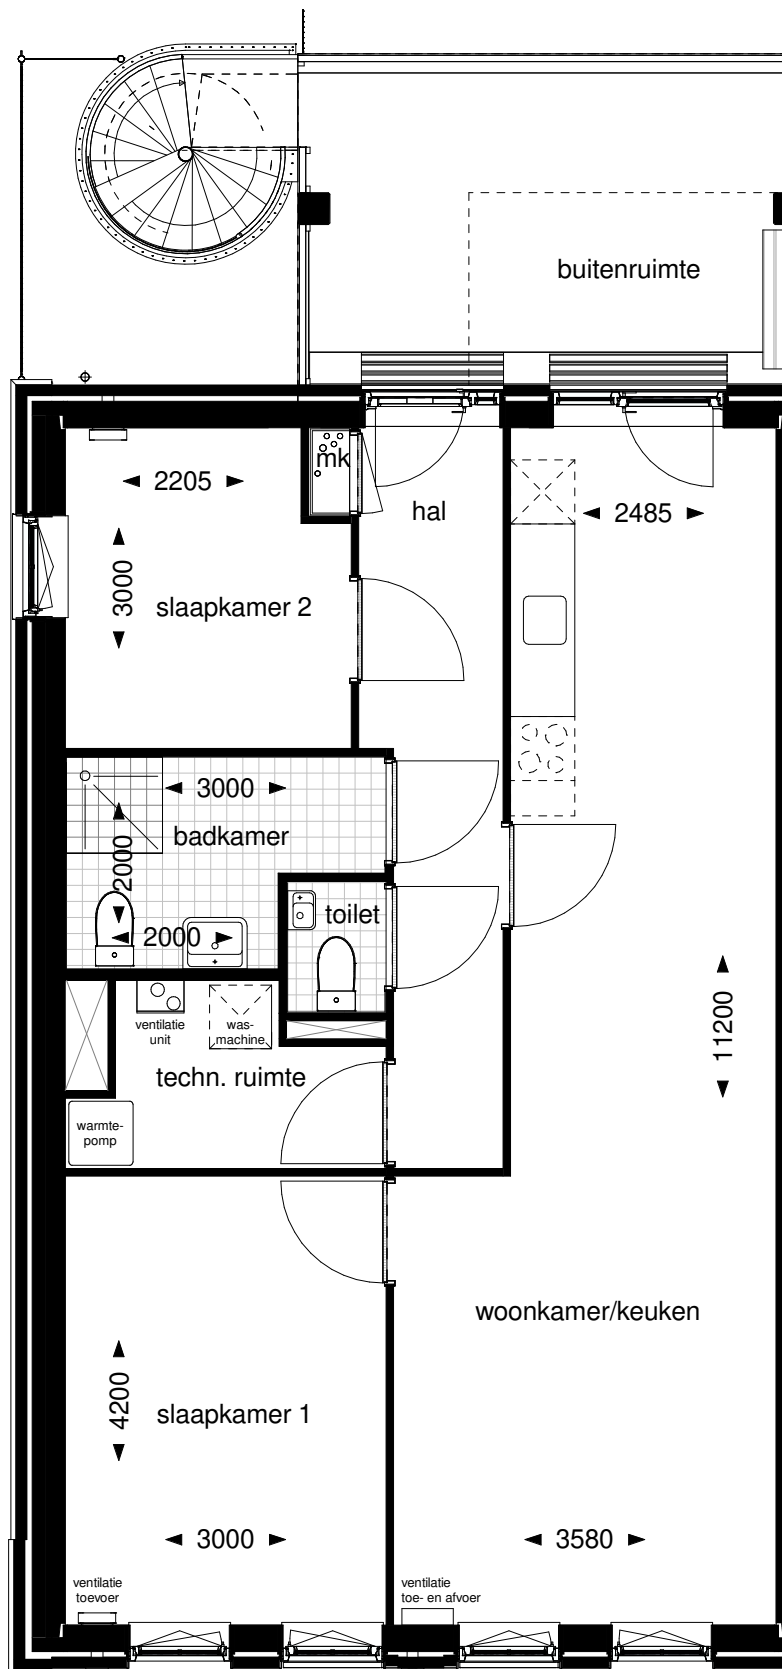 buitenruimte
mk
2205
hal
2485
3000
slaapkamer 2
3000
badkamer
2000
toilet
2000
ventilatie
unit
was-
machine
11200
techn. ruimte
warmte-
pomp
woonkamer/keuken
4200
slaapkamer 1
3000
3580
ventilatie
toevoer
ventilatie
toe- en afvoer